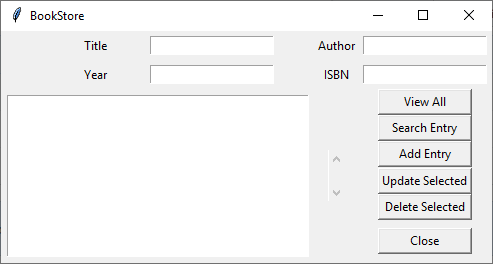 BookStore
Title
Author
Year
ISBN
View All
Search Entry
Add Entry
Update Selected
Delete Selected
Close